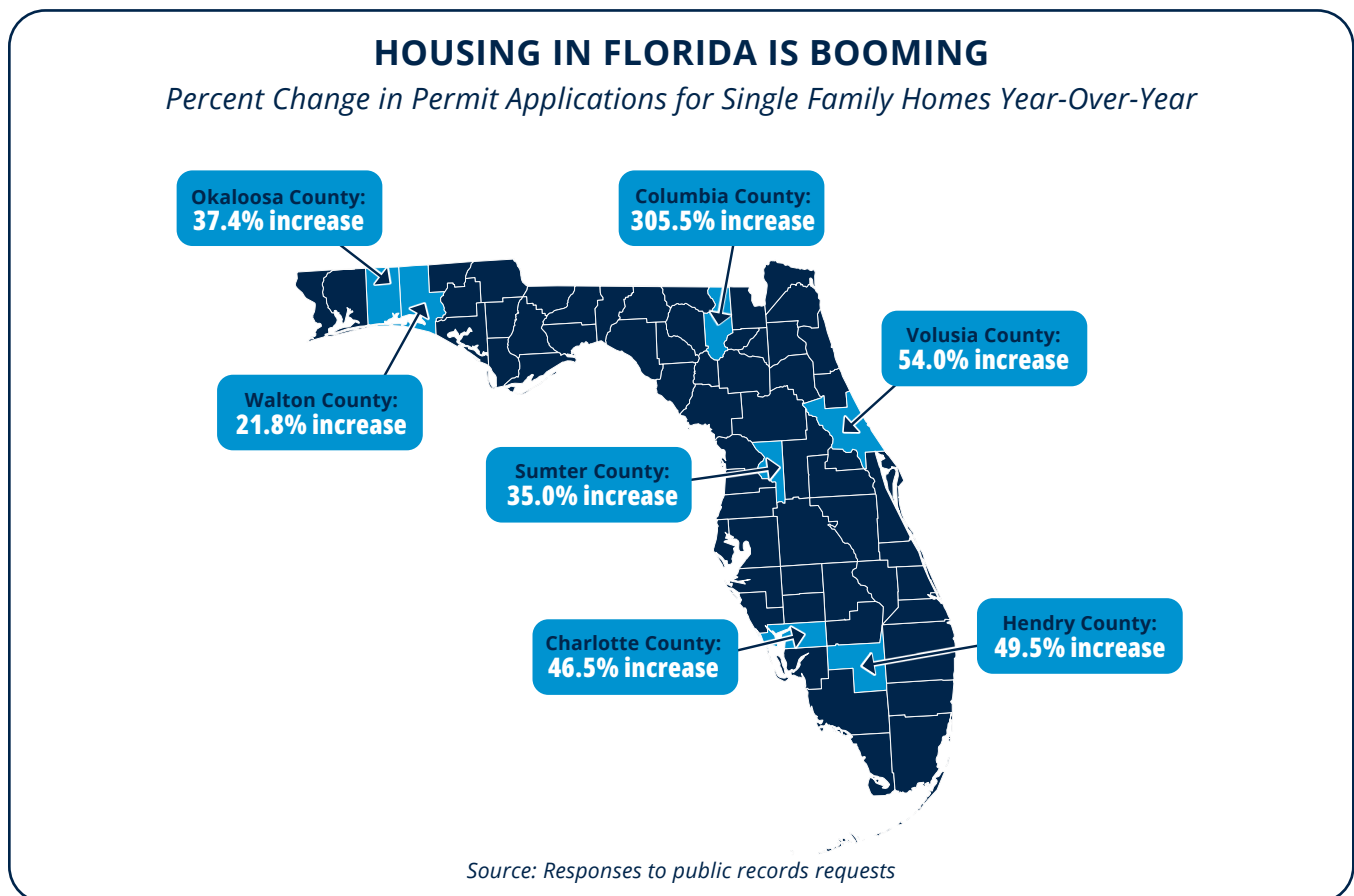 HOUSING IN FLORIDA IS BOOMING
Percent Change in Permit Applications for Single Family Homes Year-Over-Year
Okaloosa County:
37.4% increase
Columbia County:
305.5% increase
Volusia County:
54.0% increase
Walton County:
21.8% increase
Sumter County:
35.0% increase
Hendry County:
49.5% increase
Charlotte County:
46.5% increase
Source: Responses to public records requests